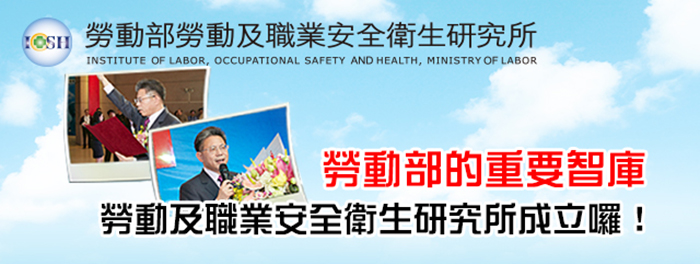 IOSH
勞動部勞動及職業安全衛生研究所
INSTITUTE OF LABOR, OCCUPATIONAL SAFETY AND HEALTH, MINISTRY OF LABOR
勞動部的重要智庫
勞動及職業安全衛生研究所成立囉！